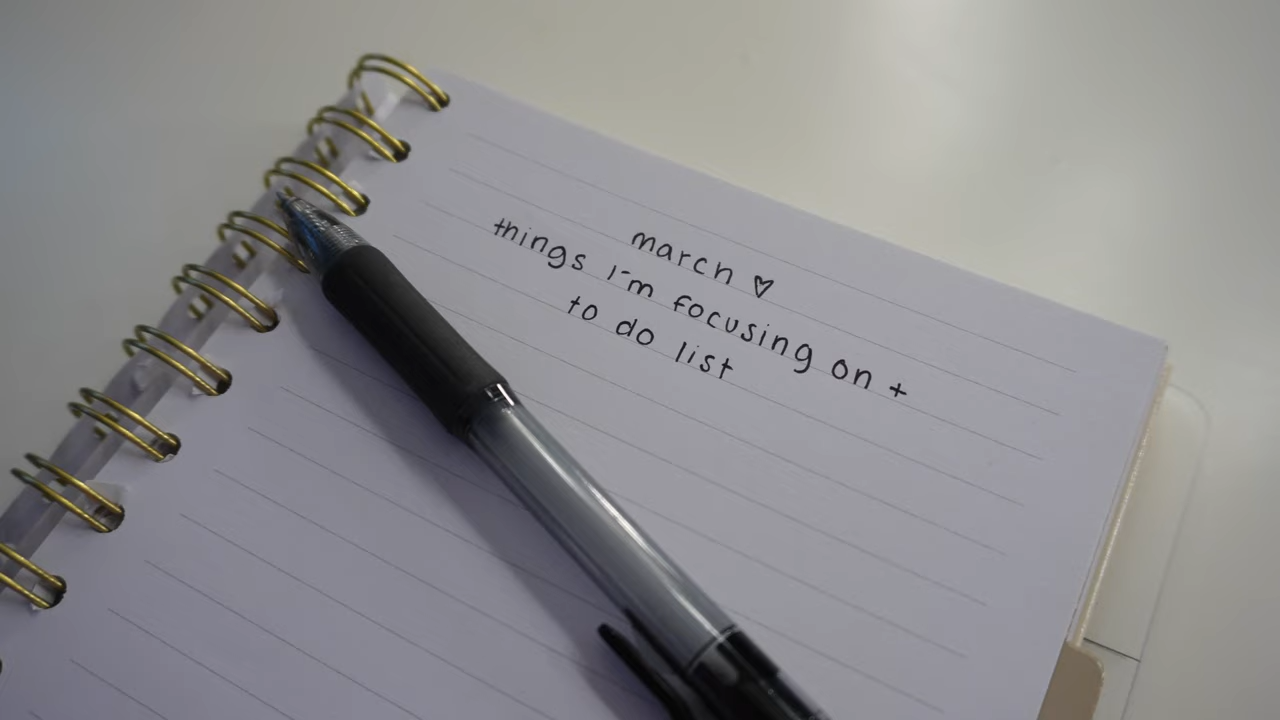 march ♡
things i'm focusing on +
to do list